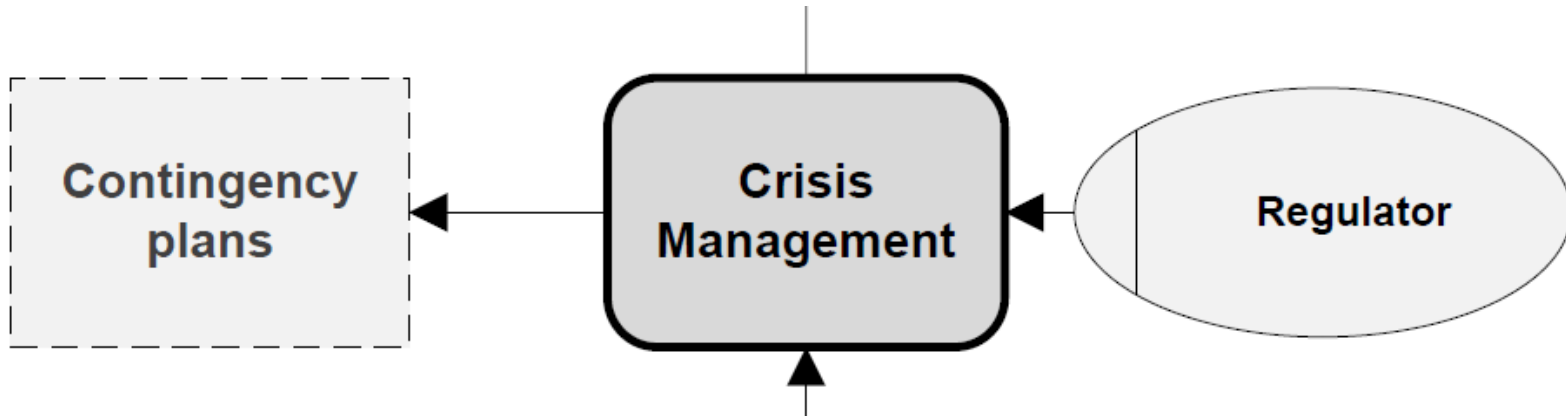 Contingency
plans
Crisis
Management
Regulator